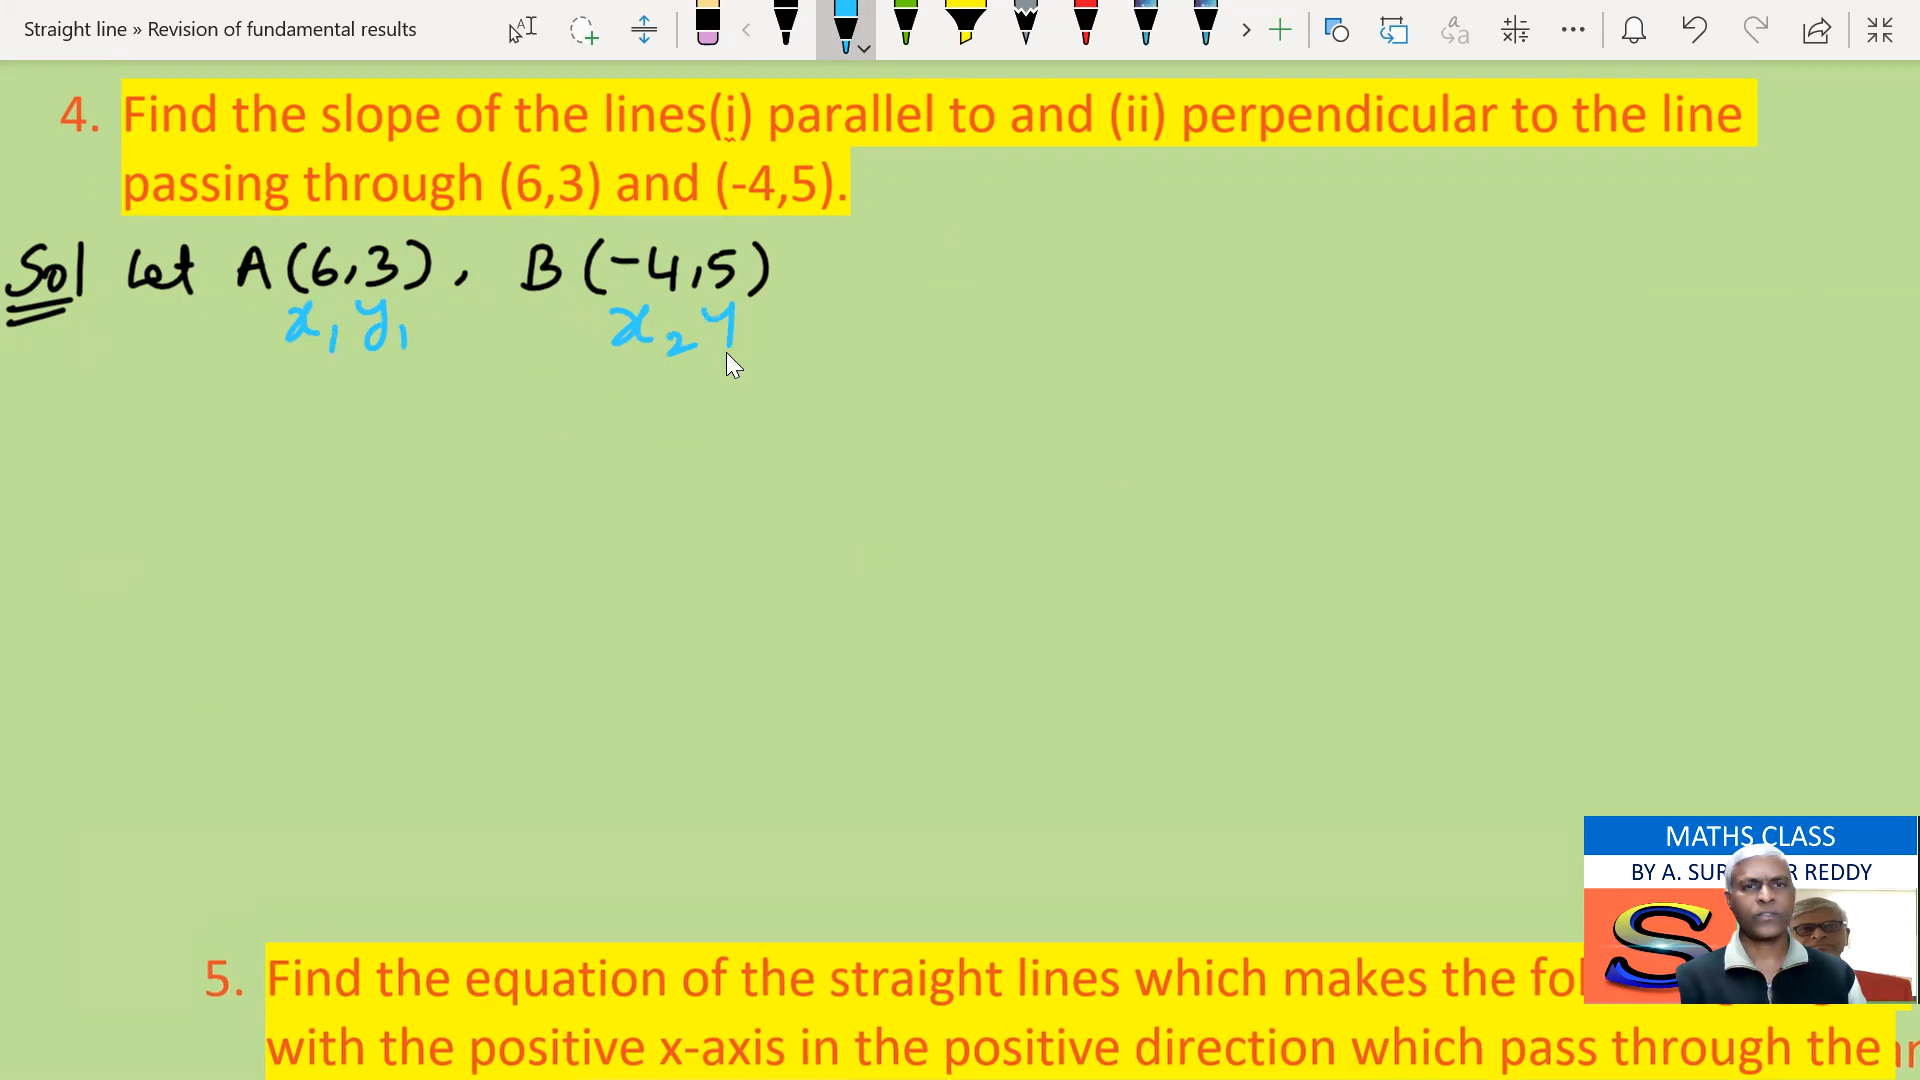 Straight line » Revision of fundamental results
4. Find the slope of the lines(i) parallel to and (ii) perpendicular to the line
passing through (6,3) and (-4,5).
Sol Let A(6,3), B(-4,5)
x₁ y₁ x₂ y
MATHS CLASS
BY A. SUR R REDDY
S
5. Find the equation of the straight lines which makes the
with the positive x-axis in the positive direction which pass through the